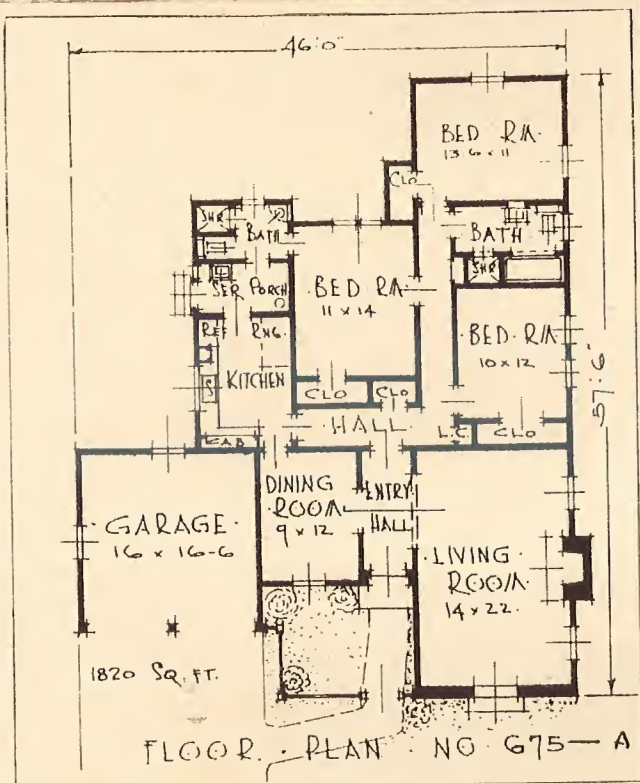 46'-0"
BED RM.
13-6 x 11
CLO
SHR
BATH
BATH
SER PORCH
BED RM
11 x 14
SHR
57'-6"
REF
RNG.
BED RM
10 x 12
KITCHEN
CLO
CLO
HALL
L.C.
CLO
CAB
DINING
ROOM
9 x 12
ENTRY
HALL
GARAGE
16 x 16-6
LIVING
ROOM
14 x 22
1820 SQ. FT.
FLOOR PLAN NO 675-A